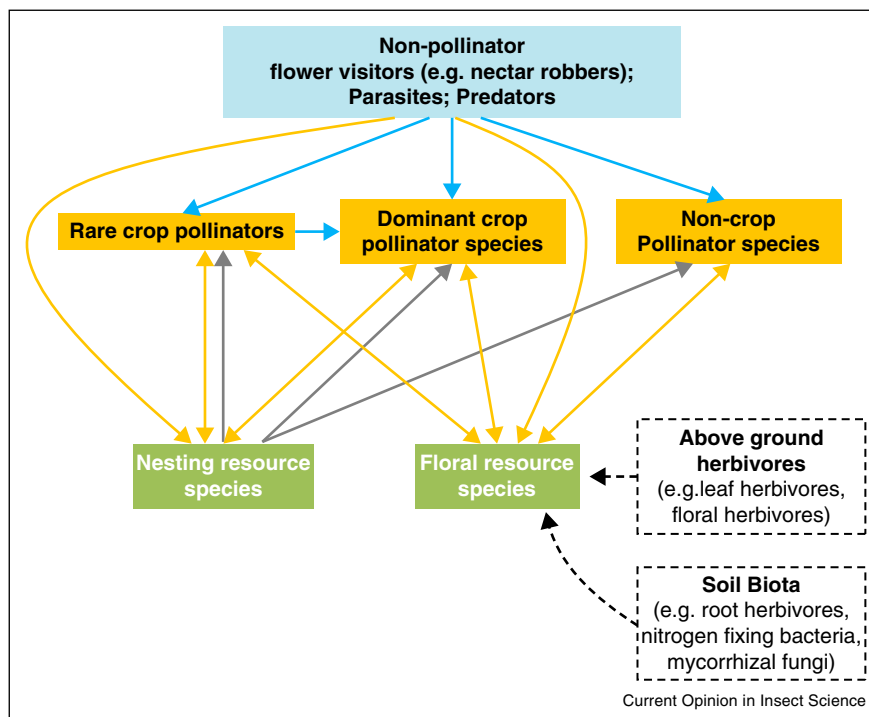 Non-pollinator
flower visitors (e.g. nectar robbers);
Parasites; Predators
Rare crop pollinators
Dominant crop
pollinator species
Non-crop
Pollinator species
Nesting resource
species
Floral resource
species
Above ground
herbivores
(e.g.leaf herbivores,
floral herbivores)
Soil Biota
(e.g. root herbivores,
nitrogen fixing bacteria,
mycorrhizal fungi)
Current Opinion in Insect Science